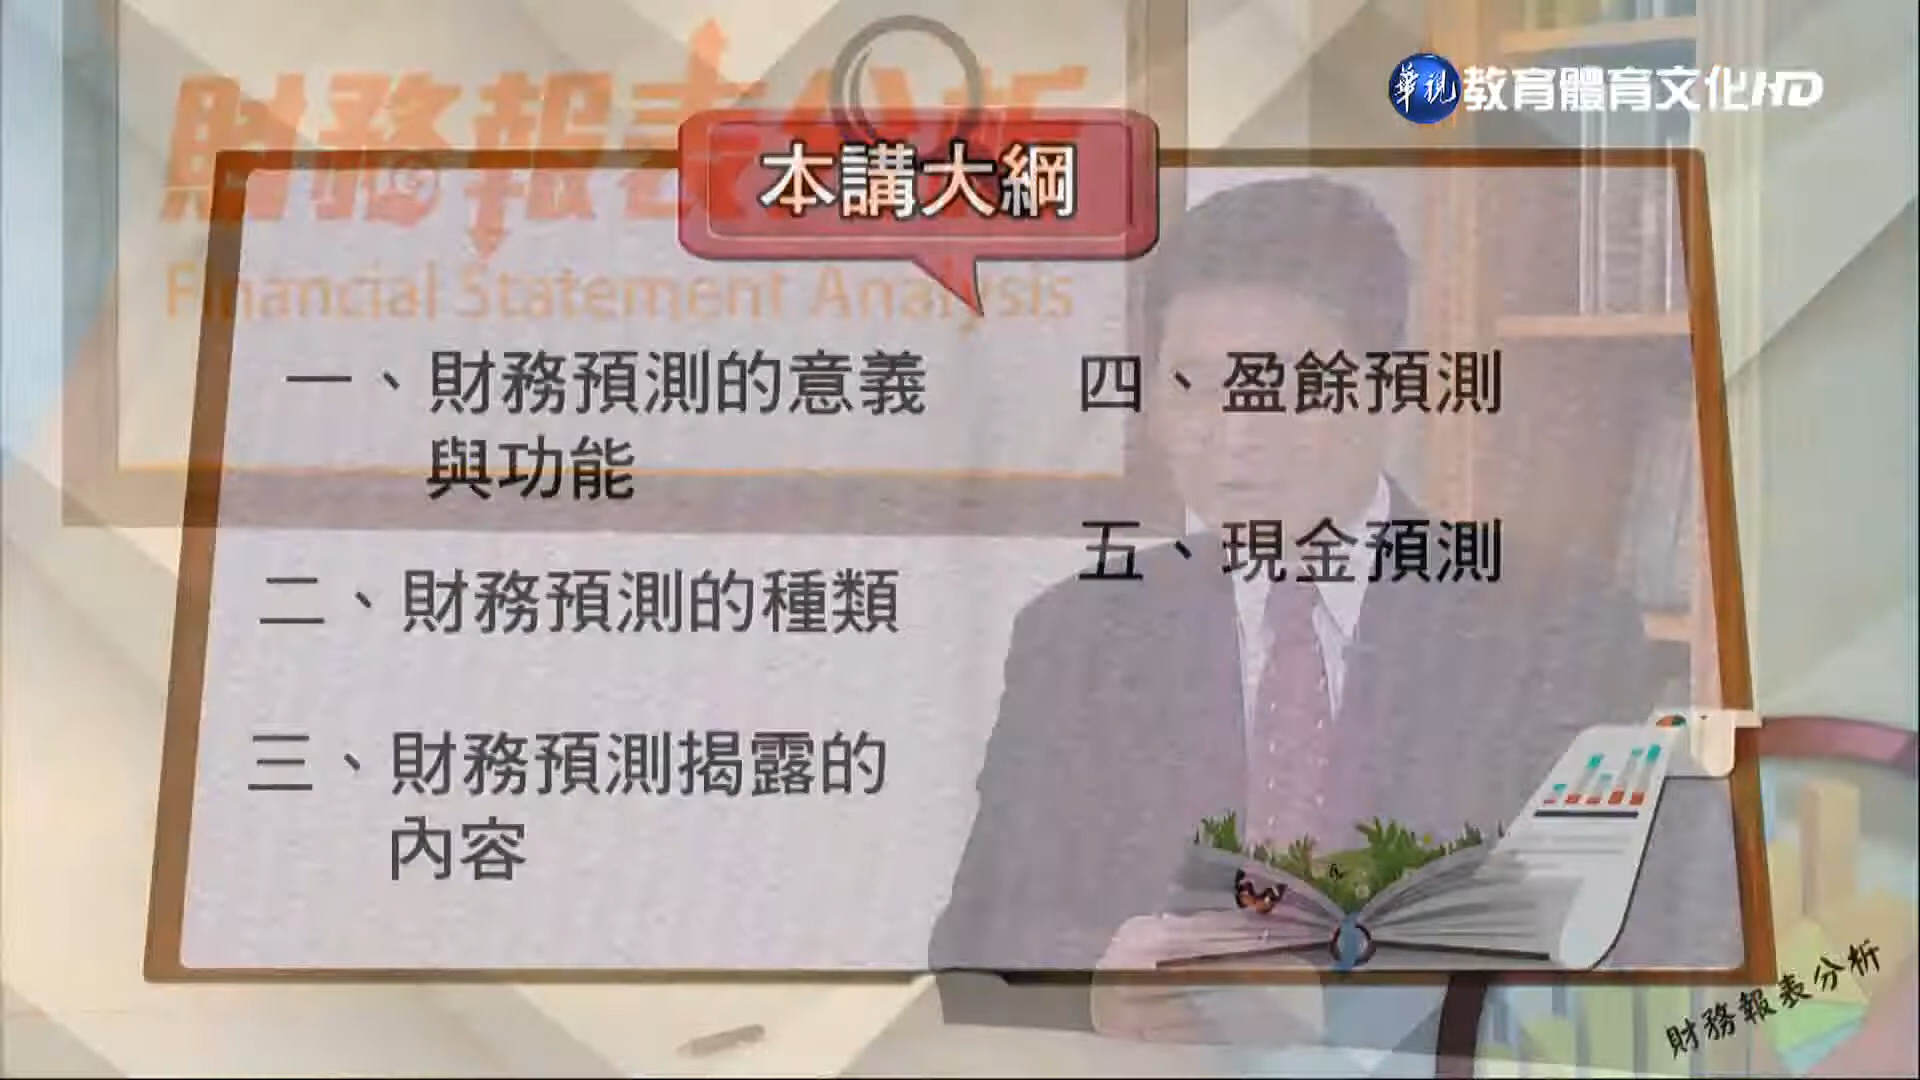 財務報表分析
Financial Statement Analysis
華視 教育體育文化HD
本講大綱
一、財務預測的意義
與功能
二、財務預測的種類
三、財務預測揭露的
內容
四、盈餘預測
五、現金預測
財務報表分析